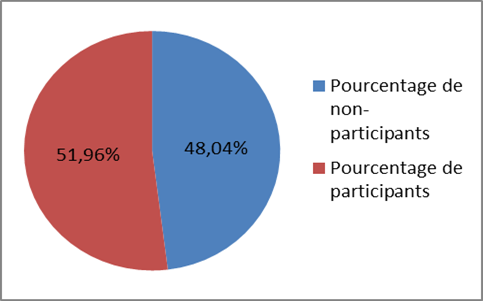 51,96%
48,04%
Pourcentage de
non-
participants
Pourcentage de
participants